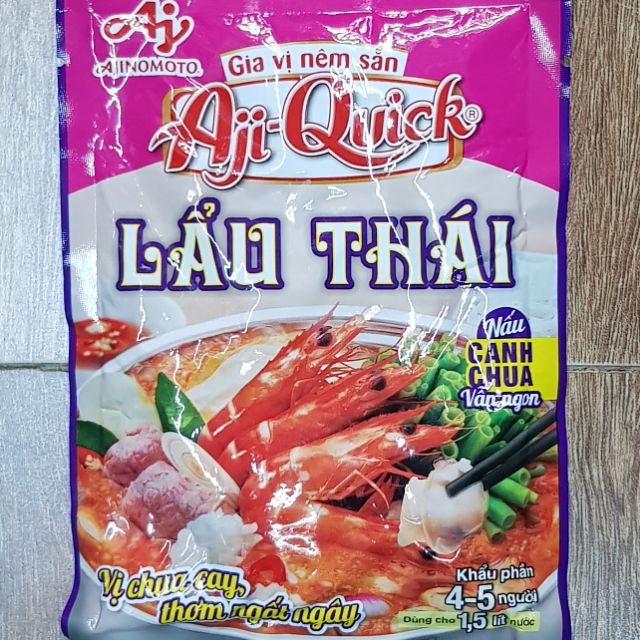 Aj
AJINOMOTO.
Gia vị nêm sẵn
Aji-Quick®
LẨU THÁI
Nấu
CANH
CHUA
Vẫn ngon
Vị chua cay,
thơm ngất ngây
Khẩu phần
4-5 người
Dùng cho 1,5 lít nước